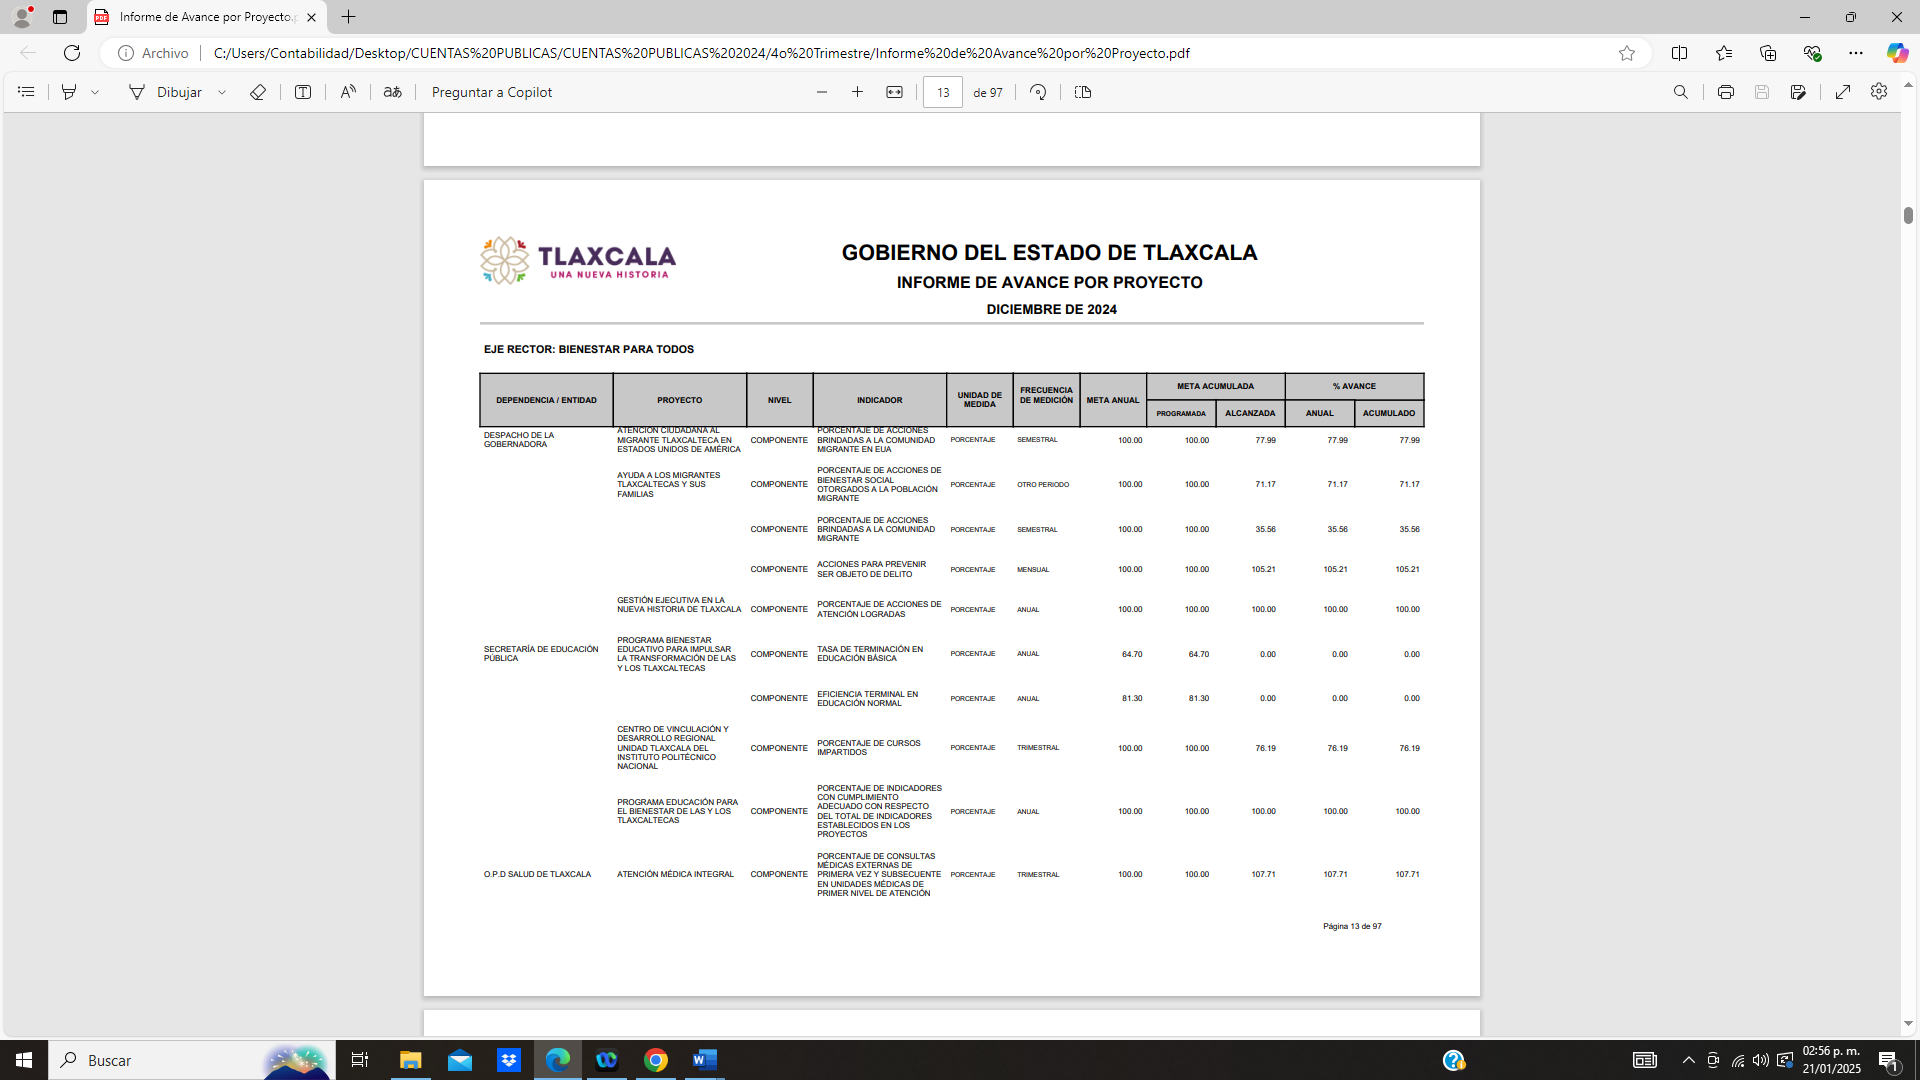 Informe de Avance por Proyecto.p
Archivo
C:/Users/Contabilidad/Desktop/CUENTAS%20PUBLICAS/CUENTAS%20PUBLICAS%202024/4o%20Trimestre/Informe%20de%20Avance%20por%20Proyecto.pdf
Dibujar
aあ
Preguntar a Copilot
13 de 97
TLAXCALA
UNA NUEVA HISTORIA
GOBIERNO DEL ESTADO DE TLAXCALA
INFORME DE AVANCE POR PROYECTO
DICIEMBRE DE 2024
EJE RECTOR: BIENESTAR PARA TODOS
DEPENDENCIA / ENTIDAD PROYECTO NIVEL INDICADOR UNIDAD DE MEDIDA FRECUENCIA DE MEDICIÓN META ANUAL META ACUMULADA % AVANCE
PROGRAMADA ALCANZADA ANUAL ACUMULADO
DESPACHO DE LA GOBERNADORA ATENCIÓN CIUDADANA AL MIGRANTE TLAXCALTECA EN ESTADOS UNIDOS DE AMÉRICA COMPONENTE PORCENTAJE DE ACCIONES BRINDADAS A LA COMUNIDAD MIGRANTE EN EUA PORCENTAJE SEMESTRAL 100.00 100.00 77.99 77.99 77.99
AYUDA A LOS MIGRANTES TLAXCALTECAS Y SUS FAMILIAS COMPONENTE PORCENTAJE DE ACCIONES DE BIENESTAR SOCIAL OTORGADOS A LA POBLACIÓN MIGRANTE PORCENTAJE OTRO PERIODO 100.00 100.00 71.17 71.17 71.17
COMPONENTE PORCENTAJE DE ACCIONES BRINDADAS A LA COMUNIDAD MIGRANTE PORCENTAJE SEMESTRAL 100.00 100.00 35.56 35.56 35.56
COMPONENTE ACCIONES PARA PREVENIR SER OBJETO DE DELITO PORCENTAJE MENSUAL 100.00 100.00 105.21 105.21 105.21
GESTIÓN EJECUTIVA EN LA NUEVA HISTORIA DE TLAXCALA COMPONENTE PORCENTAJE DE ACCIONES DE ATENCIÓN LOGRADAS PORCENTAJE ANUAL 100.00 100.00 100.00 100.00 100.00
SECRETARÍA DE EDUCACIÓN PÚBLICA PROGRAMA BIENESTAR EDUCATIVO PARA IMPULSAR LA TRANSFORMACIÓN DE LAS Y LOS TLAXCALTECAS COMPONENTE TASA DE TERMINACIÓN EN EDUCACIÓN BÁSICA PORCENTAJE ANUAL 64.70 64.70 0.00 0.00 0.00
COMPONENTE EFICIENCIA TERMINAL EN EDUCACIÓN NORMAL PORCENTAJE ANUAL 81.30 81.30 0.00 0.00 0.00
CENTRO DE VINCULACIÓN Y DESARROLLO REGIONAL UNIDAD TLAXCALA DEL INSTITUTO POLITÉCNICO NACIONAL COMPONENTE PORCENTAJE DE CURSOS IMPARTIDOS PORCENTAJE TRIMESTRAL 100.00 100.00 76.19 76.19 76.19
PROGRAMA EDUCACIÓN PARA EL BIENESTAR DE LAS Y LOS TLAXCALTECAS COMPONENTE PORCENTAJE DE INDICADORES CON CUMPLIMIENTO ADECUADO CON RESPECTO DEL TOTAL DE INDICADORES ESTABLECIDOS EN LOS PROYECTOS PORCENTAJE ANUAL 100.00 100.00 100.00 100.00 100.00
O.P.D SALUD DE TLAXCALA ATENCIÓN MÉDICA INTEGRAL COMPONENTE PORCENTAJE DE CONSULTAS MÉDICAS EXTERNAS DE PRIMERA VEZ Y SUBSECUENTE EN UNIDADES MÉDICAS DE PRIMER NIVEL DE ATENCIÓN PORCENTAJE TRIMESTRAL 100.00 100.00 107.71 107.71 107.71
Página 13 de 97
Buscar
02:56 p. m.
21/01/2025
1